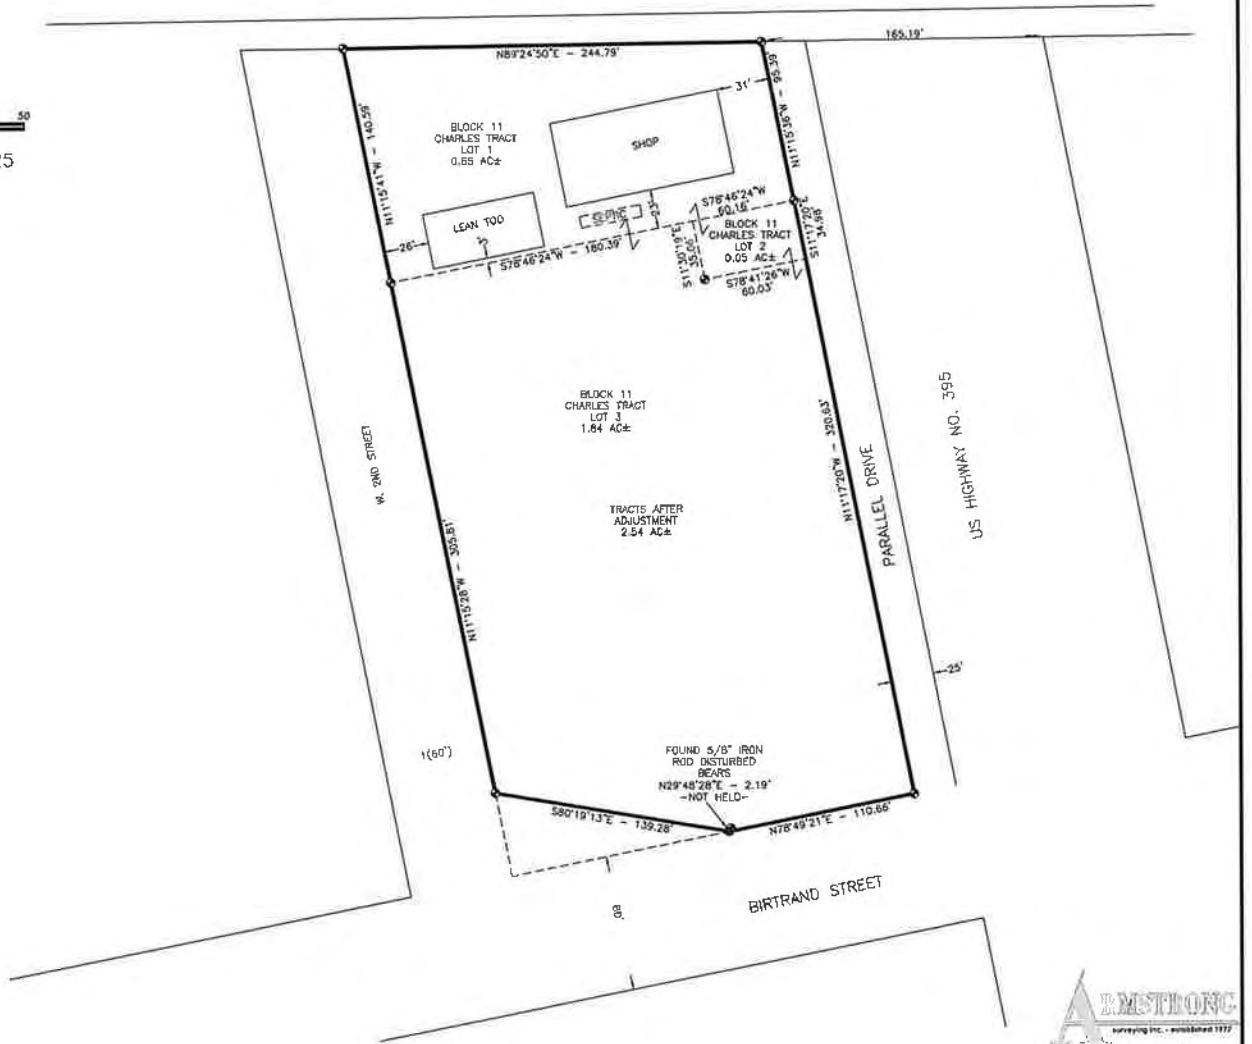 165.19'
N89°24'50"E - 244.79'
50
N11°15'41"W - 140.59'
BLOCK 11
CHARLES TRACT
LOT 1
0.65 AC±
SHOP
31'
N11°15'36"W - 95.39'
LEAN TOO
26'
5'
SEPTIC
23'
S78°46'24"W - 180.39'
S78°46'24"W
60.16'
BLOCK 11
CHARLES TRACT
LOT 2
0.05 AC±
S11°30'19"E
35.09'
S11°17'20"E
34.98'
S78°41'26"W
60.03'
BLOCK 11
CHARLES TRACT
LOT 3
1.84 AC±
TRACTS AFTER
ADJUSTMENT
2.54 AC±
W. 2ND STREET
N11°15'28"W - 305.61'
N11°17'20"W - 320.63'
PARALLEL DRIVE
US HIGHWAY NO. 395
25'
FOUND 5/8" IRON
ROD DISTURBED
BEARS
N29°48'28"E - 2.19'
-NOT HELD-
S80°19'13"E - 139.28'
N78°49'21"E - 110.66'
60'
BIRTRAND STREET
ARMSTRONG
surveying inc. - established 1977